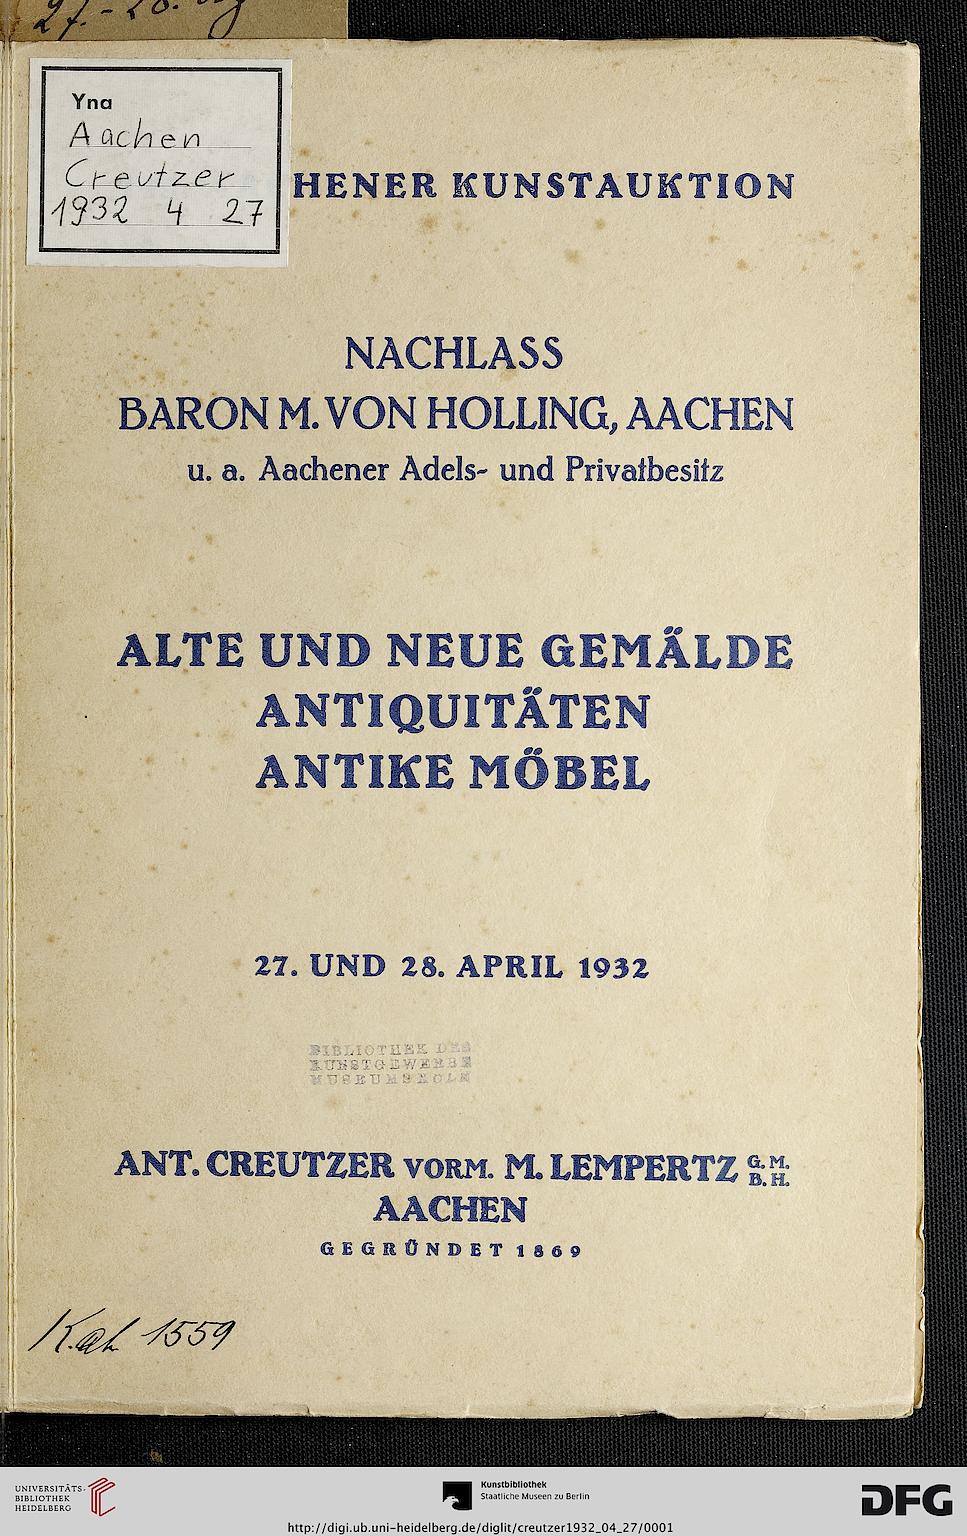 27.-28.
Yna
Aachen
Creutzer
1932 4 27
HENER KUNSTAUKTION
NACHLASS
BARON M. VON HOLLING, AACHEN
u. a. Aachener Adels- und Privatbesitz
ALTE UND NEUE GEMÄLDE
ANTIQUITÄTEN
ANTIKE MÖBEL
27. UND 28. APRIL 1932
BIBLIOTHEK DES
KUNSTGEWERBE
MUSEUMS KÖLN
ANT. CREUTZER VORM. M. LEMPERTZ G. M. B. H.
AACHEN
GEGRÜNDET 1869
Kat. 1559
UNIVERSITÄTS-
BIBLIOTHEK
HEIDELBERG
Kunstbibliothek
Staatliche Museen zu Berlin
DFG
http://digi.ub.uni-heidelberg.de/diglit/creutzer1932_04_27/0001